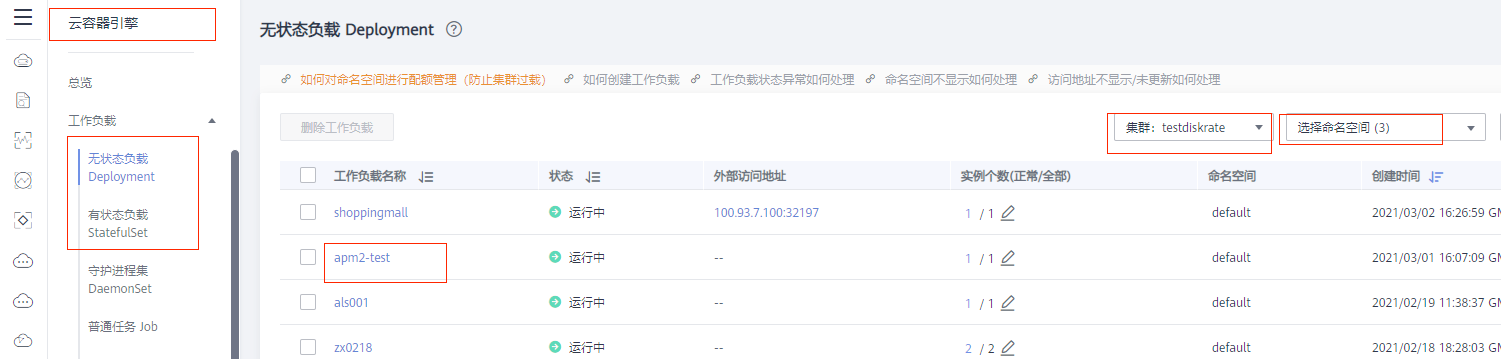 云容器引擎
总览
工作负载
无状态负载
Deployment
有状态负载
StatefulSet
守护进程集
DaemonSet
普通任务 Job
无状态负载 Deployment ?
如何对命名空间进行配额管理（防止集群过载） 如何创建工作负载 工作负载状态异常如何处理 命名空间不显示如何处理 访问地址不显示/未更新如何处理
删除工作负载 集群：testdiskrate 选择命名空间 (3)
工作负载名称 状态 外部访问地址 实例个数(正常/全部) 命名空间 创建时间
shoppingmall 运行中 100.93.7.100:32197 1 / 1 default 2021/03/02 16:26:59 GM
apm2-test 运行中 -- 1 / 1 default 2021/03/01 16:07:09 GM
als001 运行中 -- 1 / 1 default 2021/02/19 11:38:37 GM
zx0218 运行中 -- 2 / 2 default 2021/02/18 18:28:03 GM